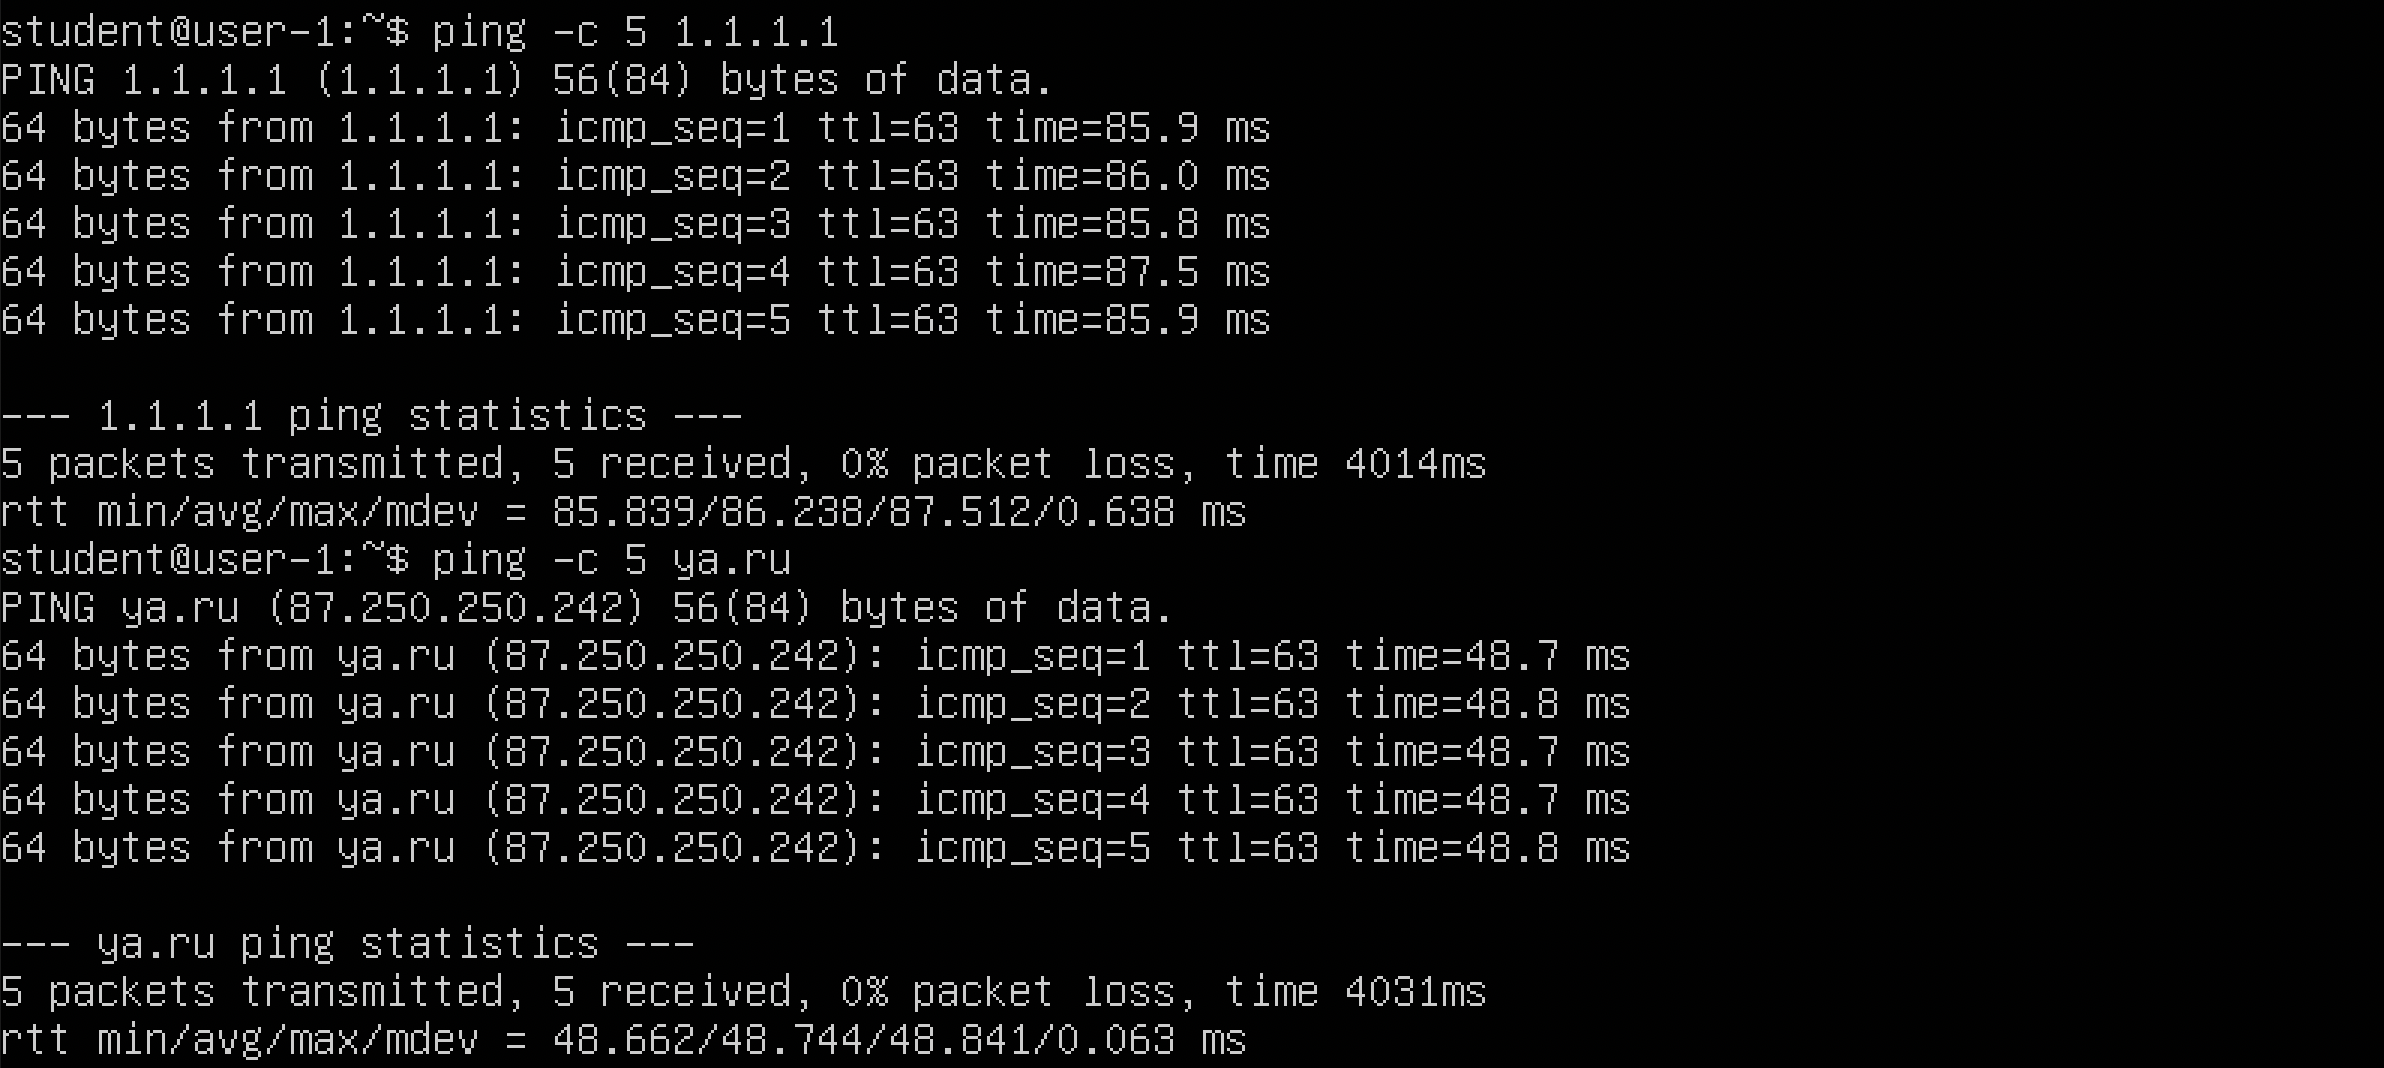 student@user-1:~$ ping -c 5 1.1.1.1
PING 1.1.1.1 (1.1.1.1) 56(84) bytes of data.
64 bytes from 1.1.1.1: icmp_seq=1 ttl=63 time=85.9 ms
64 bytes from 1.1.1.1: icmp_seq=2 ttl=63 time=86.0 ms
64 bytes from 1.1.1.1: icmp_seq=3 ttl=63 time=85.8 ms
64 bytes from 1.1.1.1: icmp_seq=4 ttl=63 time=87.5 ms
64 bytes from 1.1.1.1: icmp_seq=5 ttl=63 time=85.9 ms

--- 1.1.1.1 ping statistics ---
5 packets transmitted, 5 received, 0% packet loss, time 4014ms
rtt min/avg/max/mdev = 85.839/86.238/87.512/0.638 ms
student@user-1:~$ ping -c 5 ya.ru
PING ya.ru (87.250.250.242) 56(84) bytes of data.
64 bytes from ya.ru (87.250.250.242): icmp_seq=1 ttl=63 time=48.7 ms
64 bytes from ya.ru (87.250.250.242): icmp_seq=2 ttl=63 time=48.8 ms
64 bytes from ya.ru (87.250.250.242): icmp_seq=3 ttl=63 time=48.7 ms
64 bytes from ya.ru (87.250.250.242): icmp_seq=4 ttl=63 time=48.7 ms
64 bytes from ya.ru (87.250.250.242): icmp_seq=5 ttl=63 time=48.8 ms

--- ya.ru ping statistics ---
5 packets transmitted, 5 received, 0% packet loss, time 4031ms
rtt min/avg/max/mdev = 48.662/48.744/48.841/0.063 ms